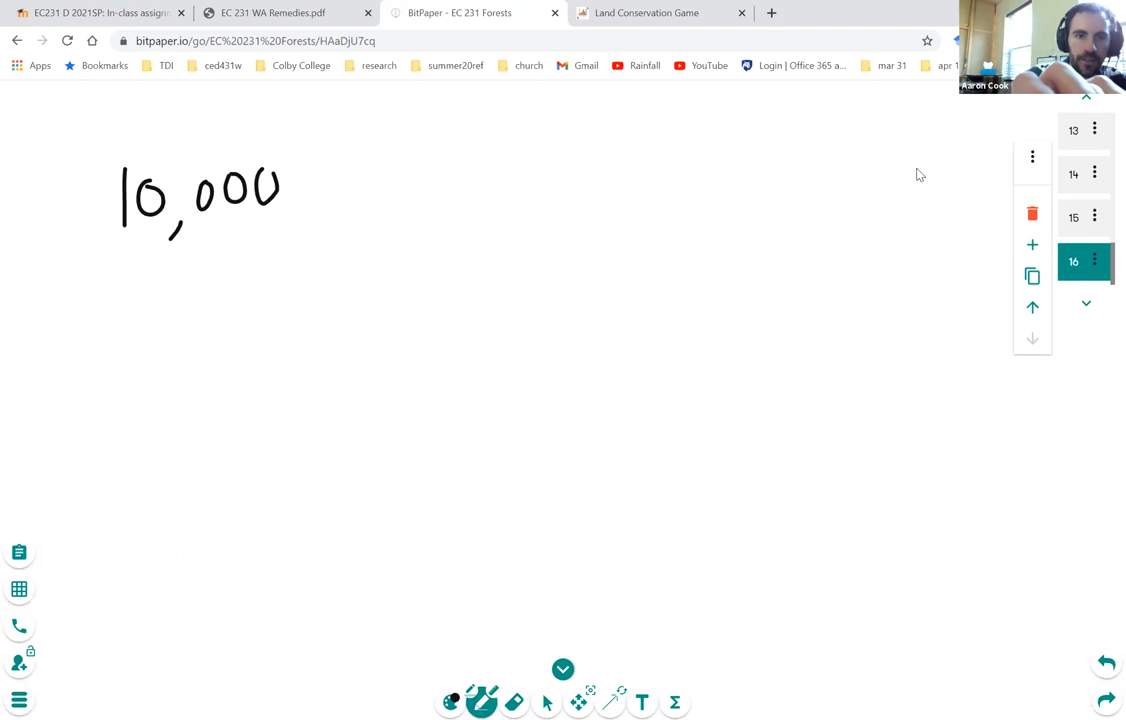 EC231 D 2021SP: In-class assignm
EC 231 WA Remedies.pdf
BitPaper - EC 231 Forests
Land Conservation Game
bitpaper.io/go/EC%20231%20Forests/HAaDjU7cq
Apps
Bookmarks
TDI
ced431w
Colby College
research
summer20ref
church
Gmail
Rainfall
YouTube
Login | Office 365 a...
mar 31
apr 1
Aaron Cook
10,000
13
14
15
16
T
Σ